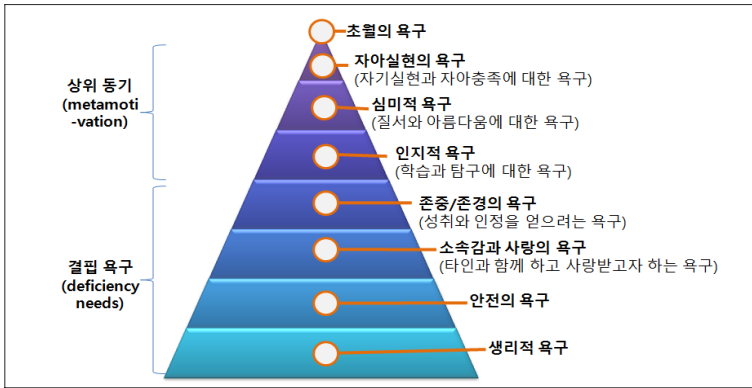 초월의 욕구
자아실현의 욕구
(자기실현과 자아충족에 대한 욕구)
상위 동기
(metamoti
-vation)
심미적 욕구
(질서와 아름다움에 대한 욕구)
인지적 욕구
(학습과 탐구에 대한 욕구)
존중/존경의 욕구
(성취와 인정을 얻으려는 욕구)
소속감과 사랑의 욕구
(타인과 함께 하고 사랑받고자 하는 욕구)
결핍 욕구
(deficiency
needs)
안전의 욕구
생리적 욕구